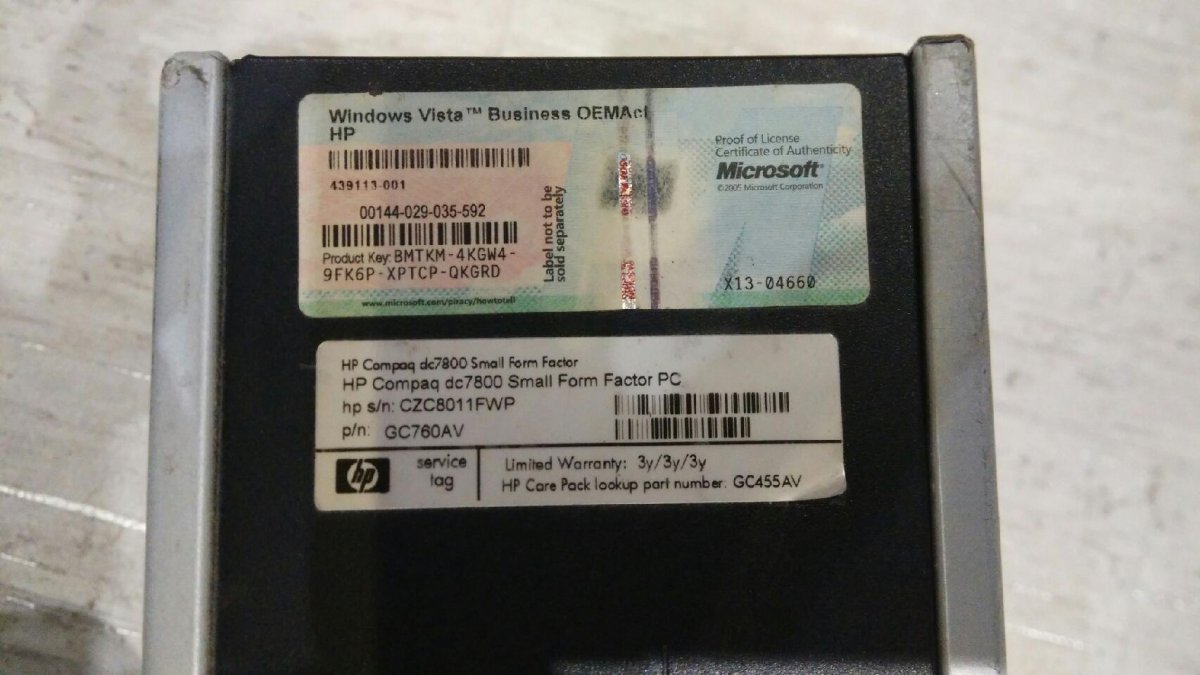 Windows Vista™ Business OEMAct
HP
439113-001
00144-029-035-592
Product Key: BMTKM-4KGW4-
9FK6P-XPTCP-QKGRD
Label not to be
sold separately
www.microsoft.com/piracy/howtotell
Proof of License
Certificate of Authenticity
Microsoft®
©2005 Microsoft Corporation
X13-04660
HP Compaq dc7800 Small Form Factor
HP Compaq dc7800 Small Form Factor PC
hp s/n: CZC8011FWP
p/n: GC760AV
hp
service
tag
Limited Warranty: 3y/3y/3y
HP Care Pack lookup part number: GC455AV